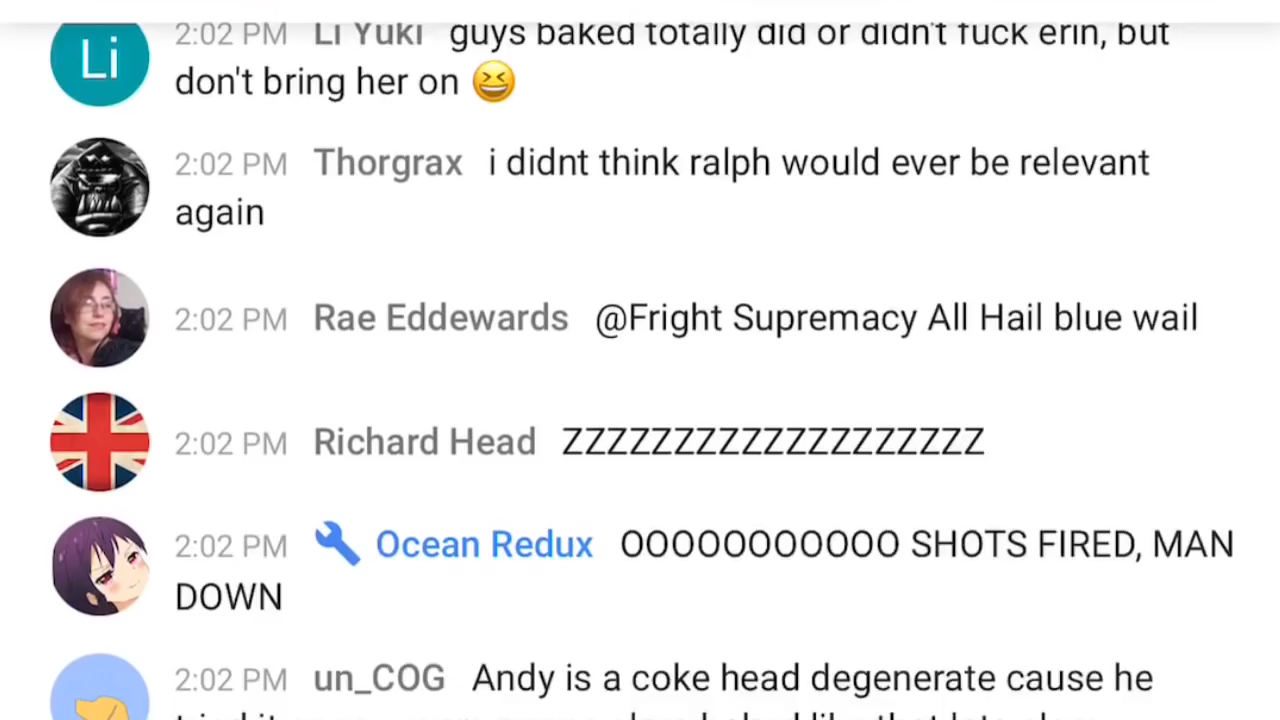 Li
2:02 PM Li Yuki guys baked totally did or didn't fuck erin, but
don't bring her on 😆
2:02 PM Thorgrax i didnt think ralph would ever be relevant
again
2:02 PM Rae Eddewards @Fright Supremacy All Hail blue wail
2:02 PM Richard Head ZZZZZZZZZZZZZZZZZZZ
2:02 PM Ocean Redux OOOOOOOOOOO SHOTS FIRED, MAN
DOWN
2:02 PM un_COG Andy is a coke head degenerate cause he